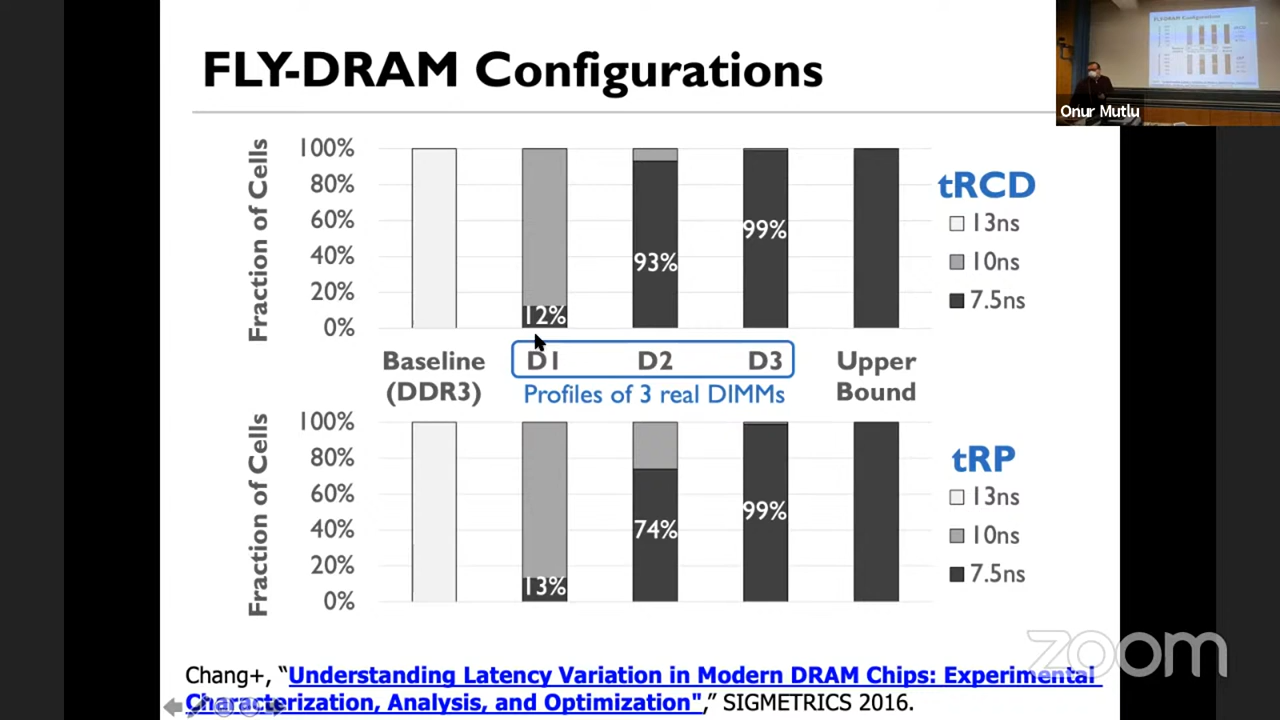 FLY-DRAM Configurations
Onur Mutlu
Fraction of Cells
100%
80%
60%
40%
20%
0%
12%
93%
99%
tRCD
13ns
10ns
7.5ns
Baseline
(DDR3)
D1
D2
D3
Profiles of 3 real DIMMs
Upper
Bound
Fraction of Cells
100%
80%
60%
40%
20%
0%
13%
74%
99%
tRP
13ns
10ns
7.5ns
zoom
Chang+, “Understanding Latency Variation in Modern DRAM Chips: Experimental
Characterization, Analysis, and Optimization",” SIGMETRICS 2016.